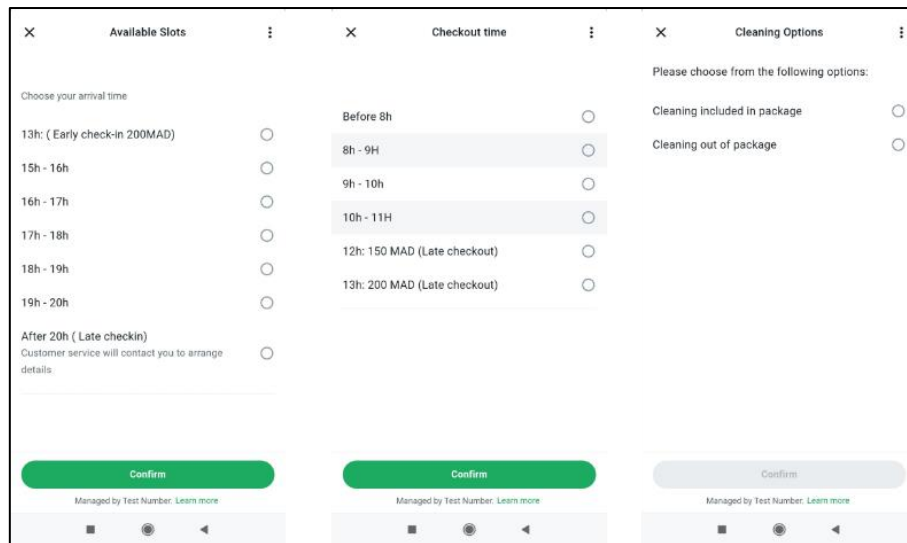 Available Slots
Choose your arrival time
13h: ( Early check-in 200MAD)
15h - 16h
16h - 17h
17h - 18h
18h - 19h
19h - 20h
After 20h ( Late checkin)
Customer service will contact you to arrange
details
Confirm
Managed by Test Number. Learn more
Checkout time
Before 8h
8h - 9H
9h - 10h
10h - 11H
12h: 150 MAD (Late checkout)
13h: 200 MAD (Late checkout)
Confirm
Managed by Test Number. Learn more
Cleaning Options
Please choose from the following options:
Cleaning included in package
Cleaning out of package
Confirm
Managed by Test Number. Learn more